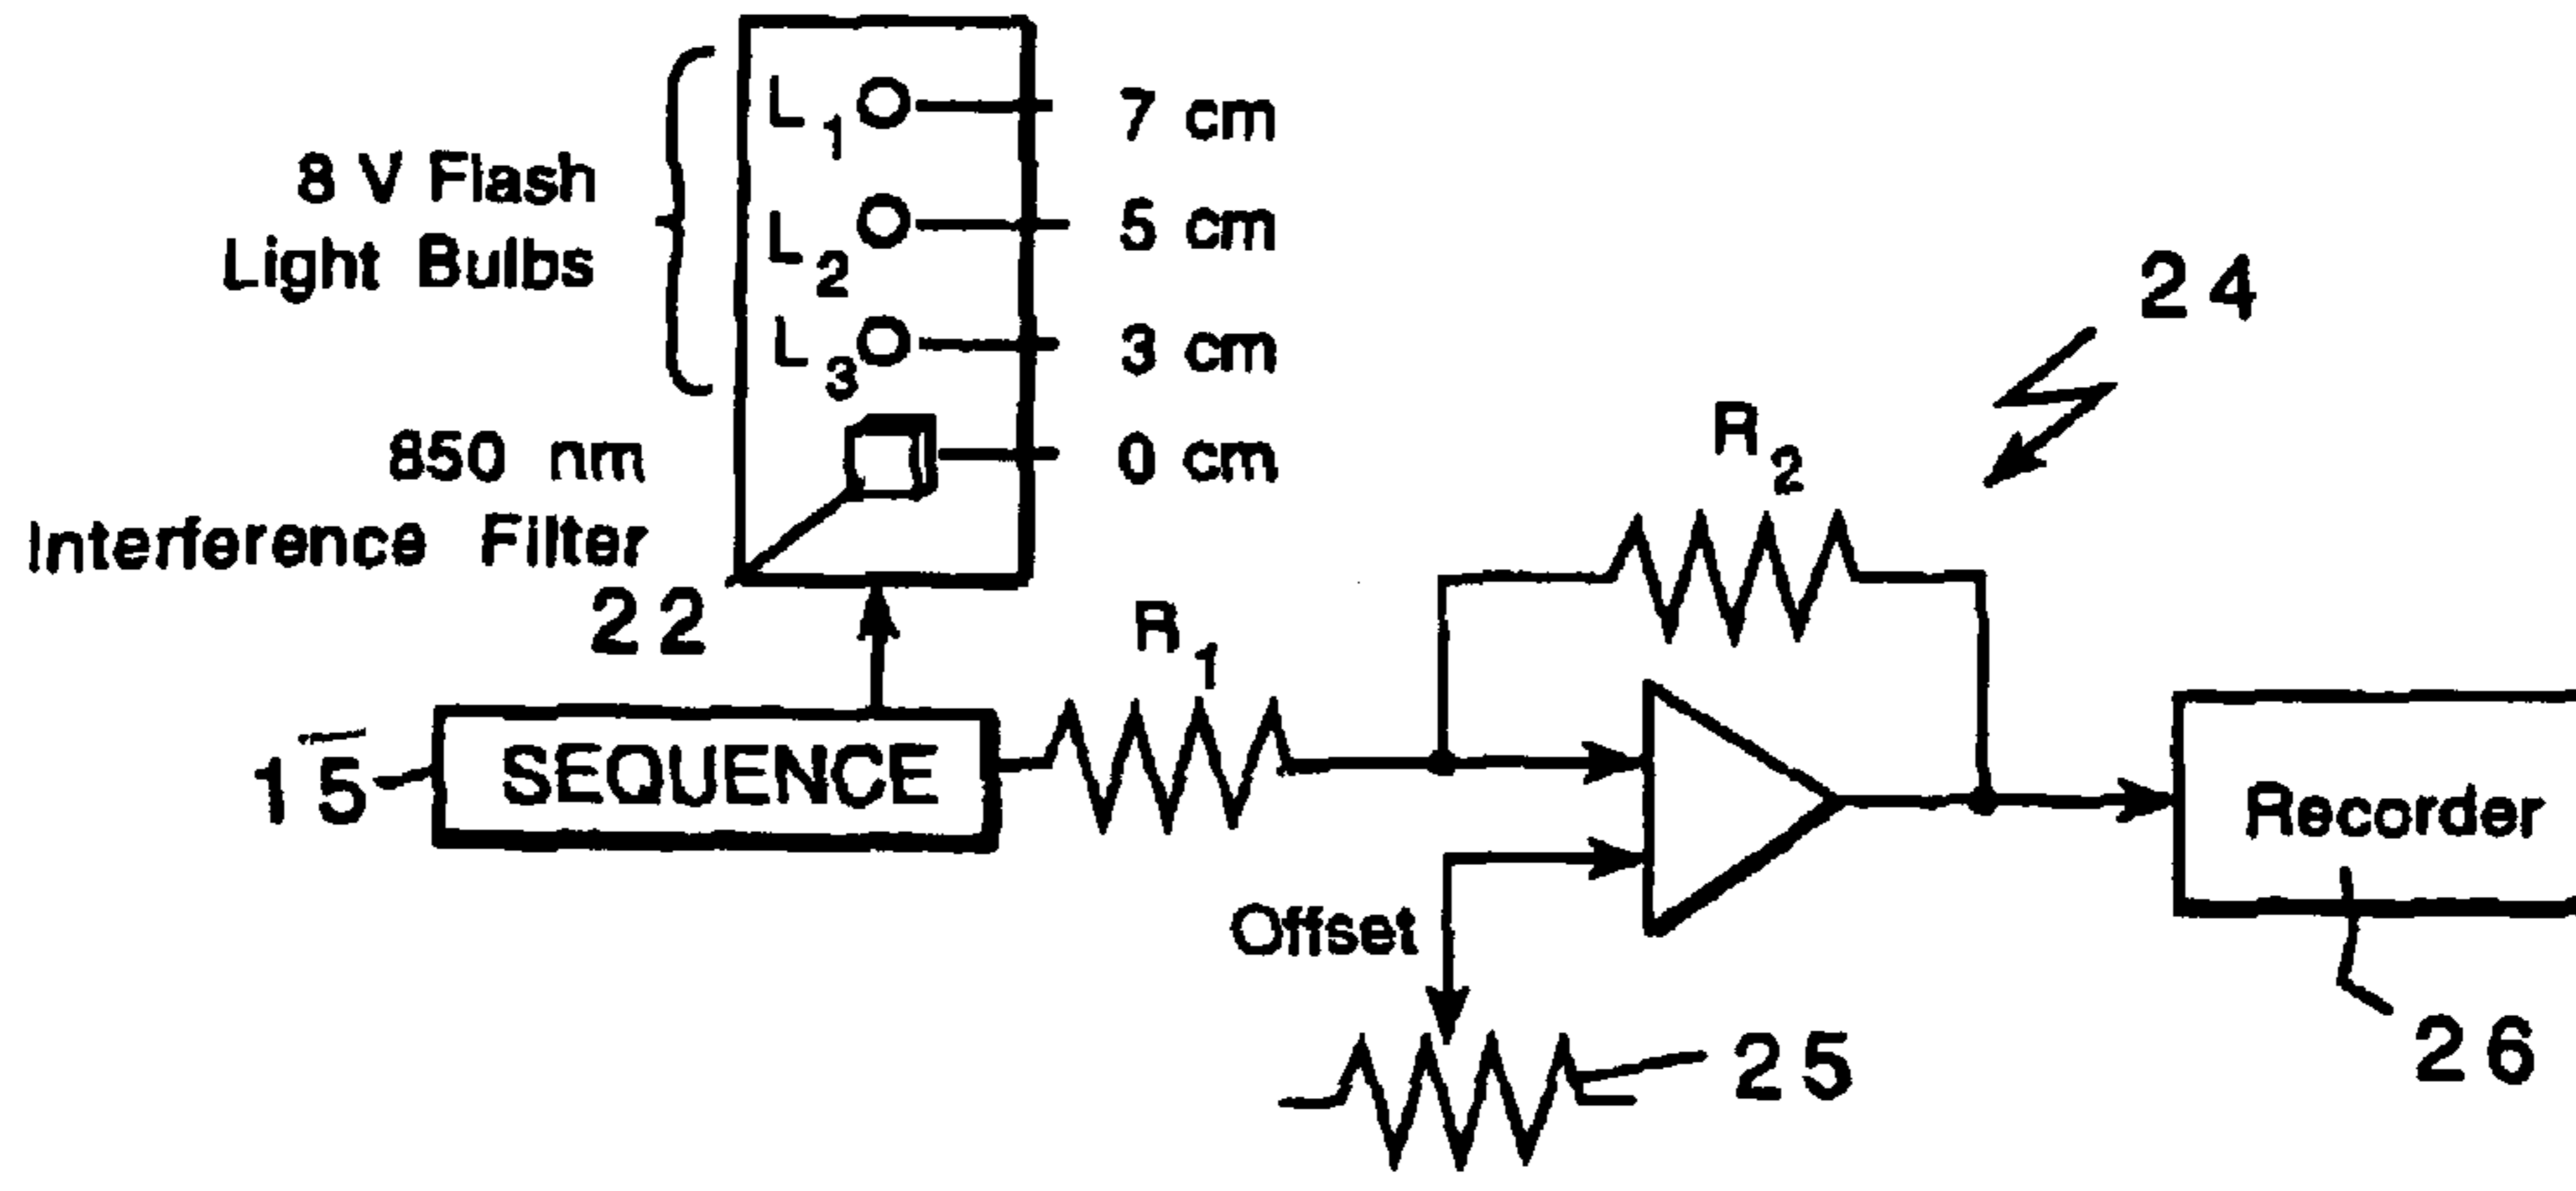 8 V Flash
Light Bulbs
L1
7 cm
L2
5 cm
L3
3 cm
850 nm
Interference Filter
0 cm
22
24
R2
R1
15
SEQUENCE
Recorder
Offset
25
26